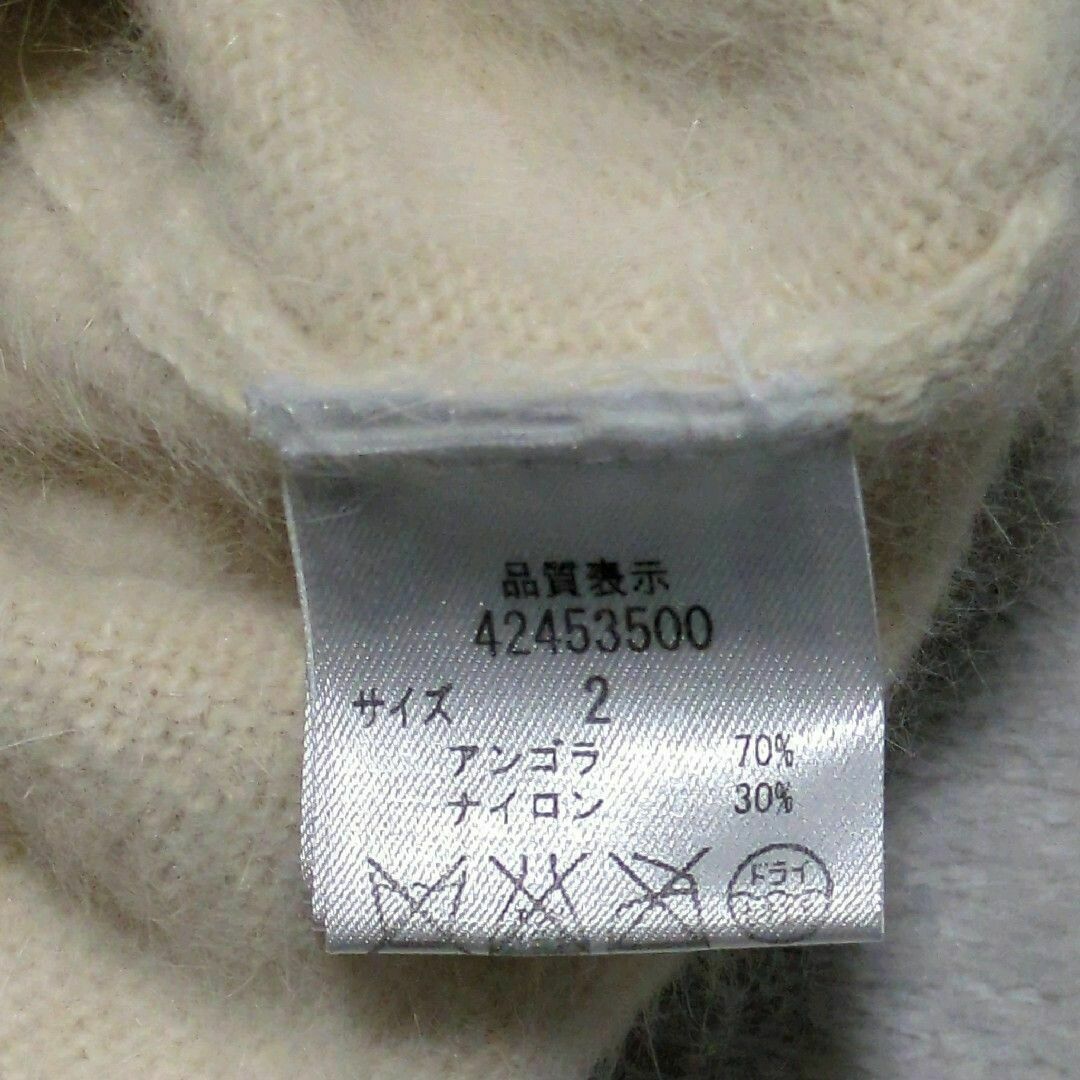 品質表示
42453500
サイズ 2
アンゴラ 70%
ナイロン 30%
ドライ